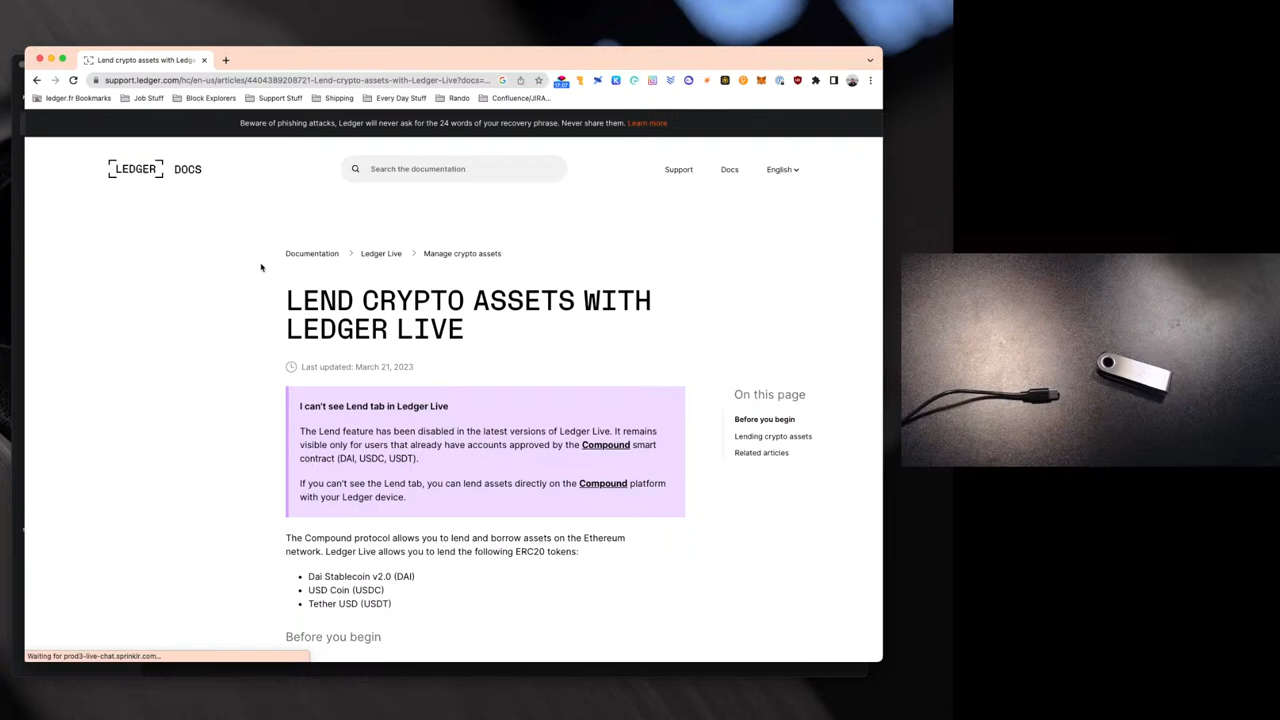 Lend crypto assets with Ledge
support.ledger.com/hc/en-us/articles/4404389208721-Lend-crypto-assets-with-Ledger-Live?docs=...
17:07
ledger.fr Bookmarks Job Stuff Block Explorers Support Stuff Shipping Every Day Stuff Rando Confluence/JIRA...
Beware of phishing attacks, Ledger will never ask for the 24 words of your recovery phrase. Never share them. Learn more
LEDGER DOCS
Search the documentation
Support Docs English
Documentation Ledger Live Manage crypto assets
LEND CRYPTO ASSETS WITH
LEDGER LIVE
Last updated: March 21, 2023
I can't see Lend tab in Ledger Live
The Lend feature has been disabled in the latest versions of Ledger Live. It remains
visible only for users that already have accounts approved by the Compound smart
contract (DAI, USDC, USDT).
If you can't see the Lend tab, you can lend assets directly on the Compound platform
with your Ledger device.
On this page
Before you begin
Lending crypto assets
Related articles
The Compound protocol allows you to lend and borrow assets on the Ethereum
network. Ledger Live allows you to lend the following ERC20 tokens:
• Dai Stablecoin v2.0 (DAI)
• USD Coin (USDC)
• Tether USD (USDT)
Before you begin
Waiting for prod3-live-chat.sprinklr.com...